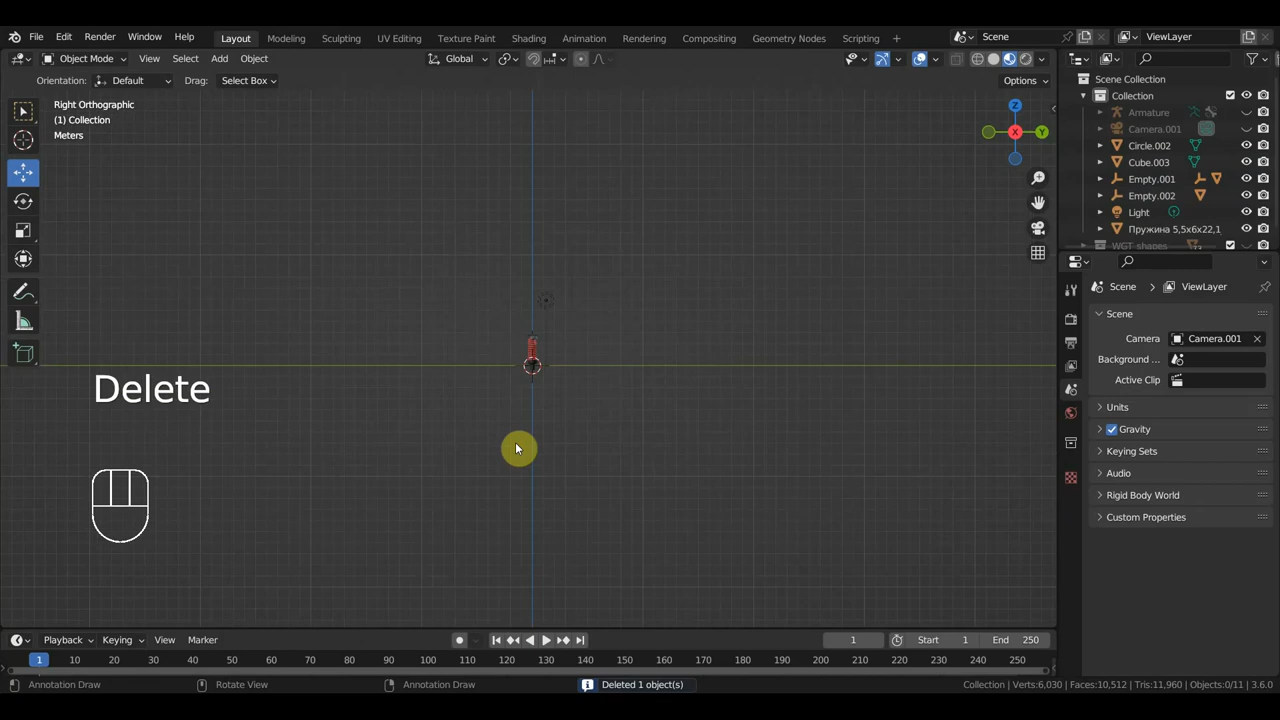 File Edit Render Window Help
Layout Modeling Sculpting UV Editing Texture Paint Shading Animation Rendering Compositing Geometry Nodes Scripting
Scene
ViewLayer
Object Mode View Select Add Object
Global
Orientation: Default Drag: Select Box
Options
Right Orthographic
(1) Collection
Meters
Z
Y
X
Delete
Scene Collection
Collection
Armature
Camera.001
Circle.002
Cube.003
Empty.001
Empty.002
Light
Пружина 5,5x6x22,1
WGT_shapes
Scene > ViewLayer
Scene
Camera Camera.001
Background ...
Active Clip
Units
Gravity
Keying Sets
Audio
Rigid Body World
Custom Properties
Playback Keying View Marker
1
Start 1 End 250
1 10 20 30 40 50 60 70 80 90 100 110 120 130 140 150 160 170 180 190 200 210 220 230 240 250
Annotation Draw Rotate View Annotation Draw
Deleted 1 object(s)
Collection | Verts:6,030 | Faces:10,512 | Tris:11,960 | Objects:0/11 | 3.6.0